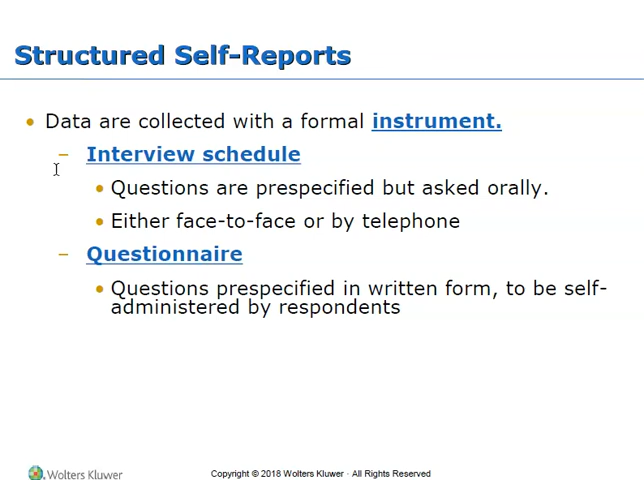 Structured Self-Reports
• Data are collected with a formal instrument.
– Interview schedule
• Questions are prespecified but asked orally.
• Either face-to-face or by telephone
– Questionnaire
• Questions prespecified in written form, to be self-
administered by respondents
Wolters Kluwer
Copyright © 2018 Wolters Kluwer · All Rights Reserved